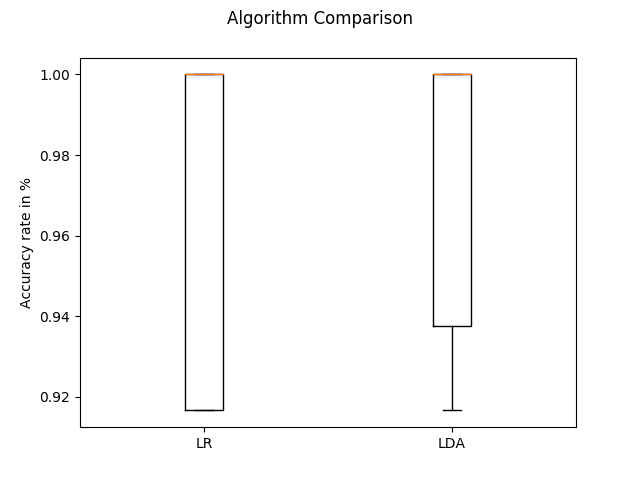 Algorithm Comparison
Accuracy rate in %
1.00
0.98
0.96
0.94
0.92
LR
LDA